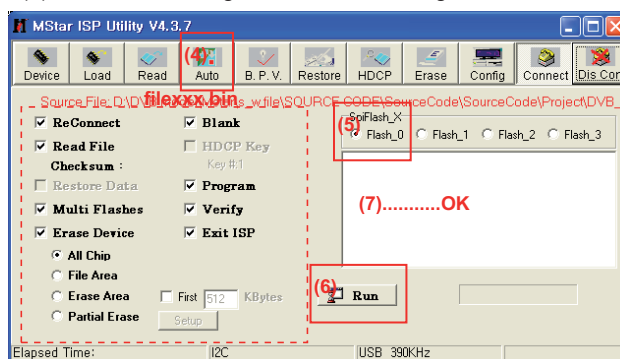 MStar ISP Utility V4.3.7
(4)
Device Load Read Auto B. P. V. Restore HDCP Erase Config Connect Dis Con
filexxx.bin
ReConnect Blank
SpiFlash_X
(5)
Flash_0 Flash_1 Flash_2 Flash_3
Read File HDCP Key
Checksum : Key #:1
Restore Data Program
Multi Flashes Verify
(7)...........OK
Erase Device Exit ISP
All Chip
File Area
(6)
Erase Area First 512 KBytes Run
Partial Erase Setup
Elapsed Time: I2C USB 390KHz